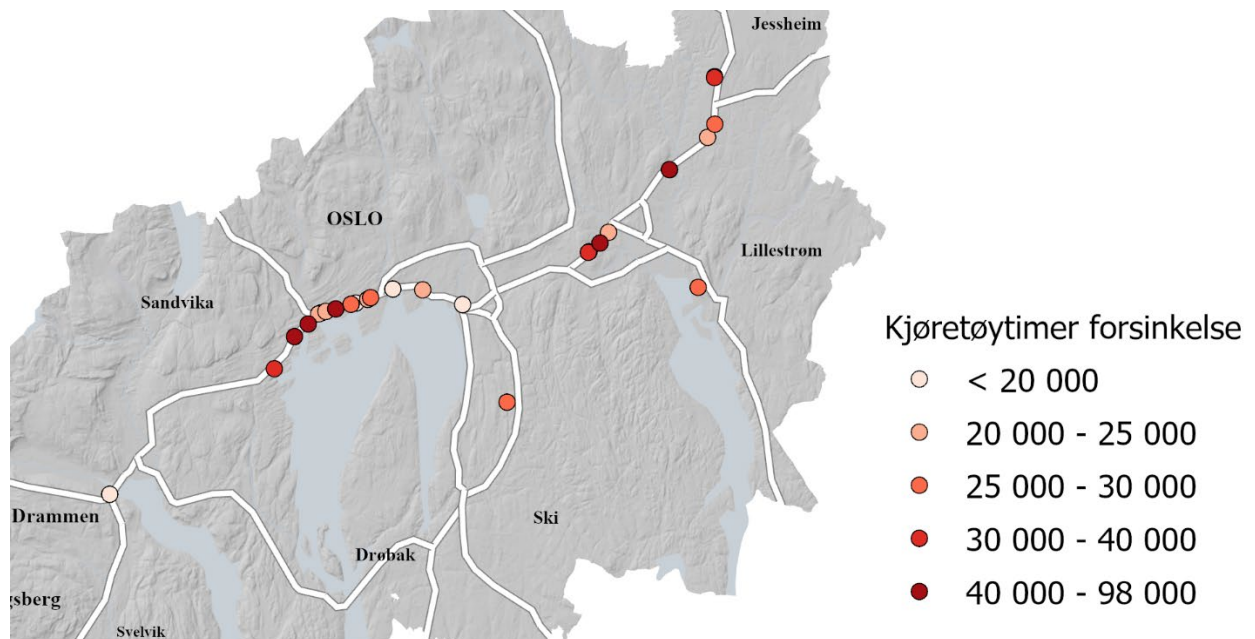 Jessheim
OSLO
Lillestrøm
Sandvika
Kjøretøytimer forsinkelse
< 20 000
20 000 - 25 000
25 000 - 30 000
30 000 - 40 000
40 000 - 98 000
Drammen
Ski
Drøbak
gsberg
Svelvik